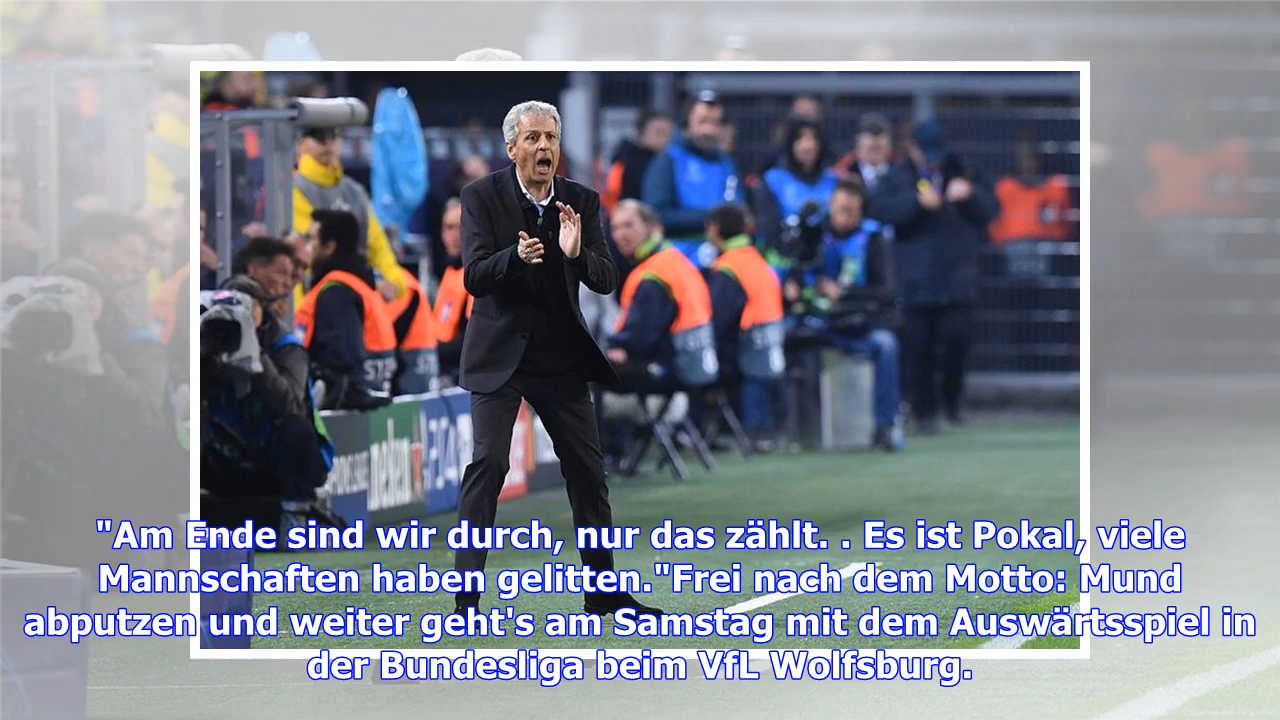 "Am Ende sind wir durch, nur das zählt. . Es ist Pokal, viele
Mannschaften haben gelitten."Frei nach dem Motto: Mund
abputzen und weiter geht's am Samstag mit dem Auswärtsspiel in
der Bundesliga beim VfL Wolfsburg.